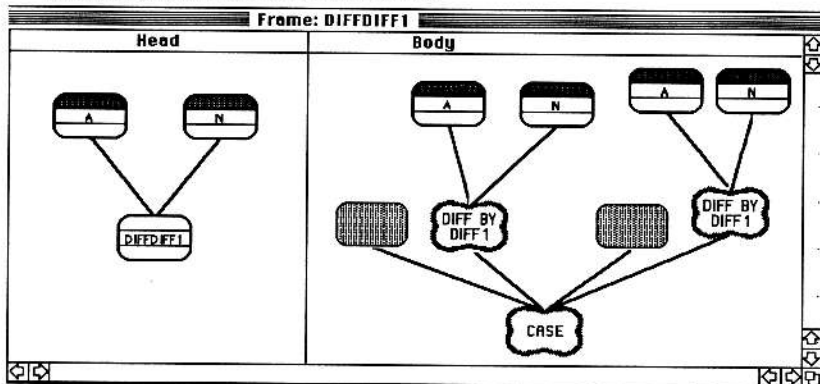 Frame: DIFFDIFF1
Head
Body
A
N
DIFFDIFF1
A
N
A
N
DIFF BY
DIFF1
DIFF BY
DIFF1
CASE